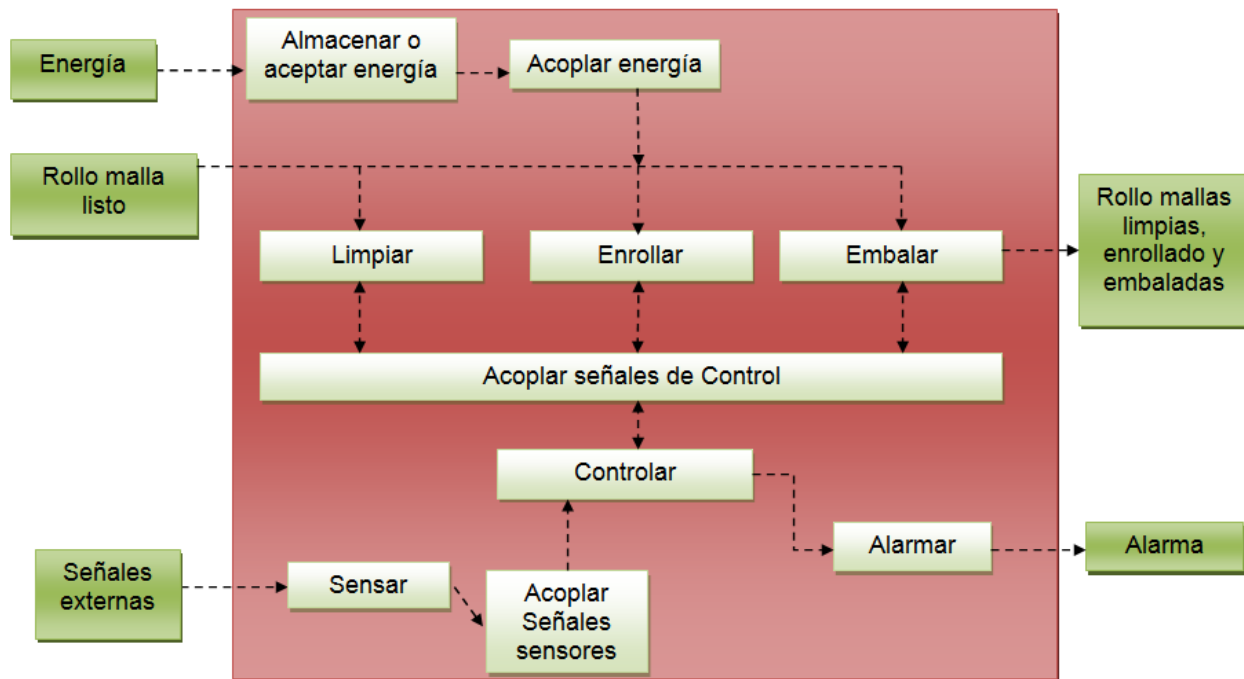 Energía
Almacenar o
aceptar energía
Acoplar energía
Rollo malla
listo
Limpiar
Enrollar
Embalar
Rollo mallas
limpias,
enrollado y
embaladas
Acoplar señales de Control
Controlar
Alarmar
Alarma
Señales
externas
Sensar
Acoplar
Señales
sensores